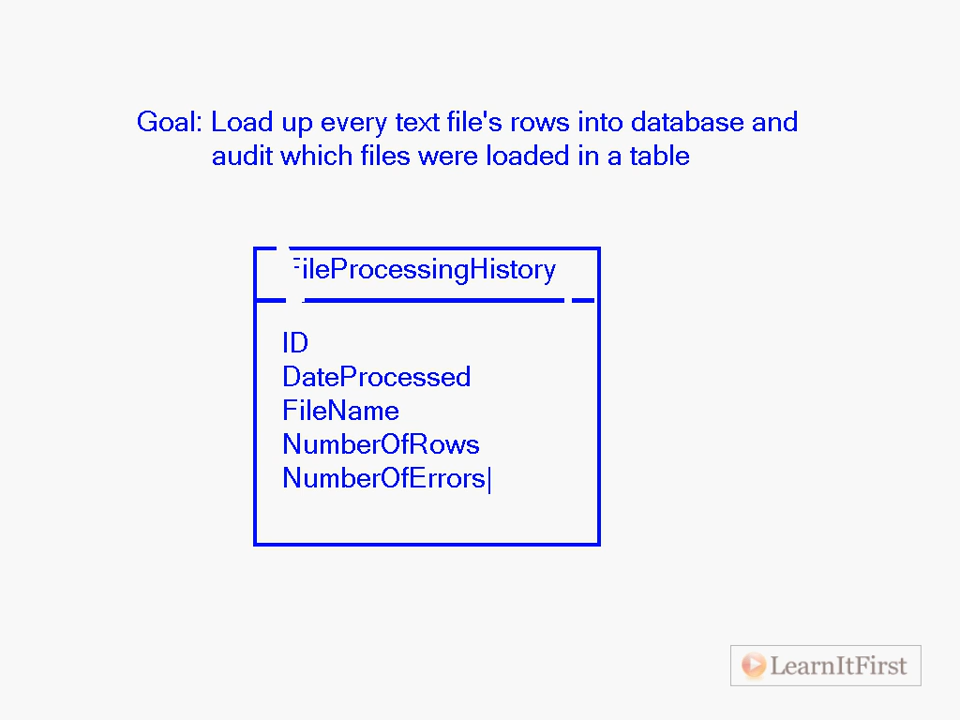 Goal: Load up every text file's rows into database and
audit which files were loaded in a table
FileProcessingHistory
ID
DateProcessed
FileName
NumberOfRows
NumberOfErrors
LearnItFirst